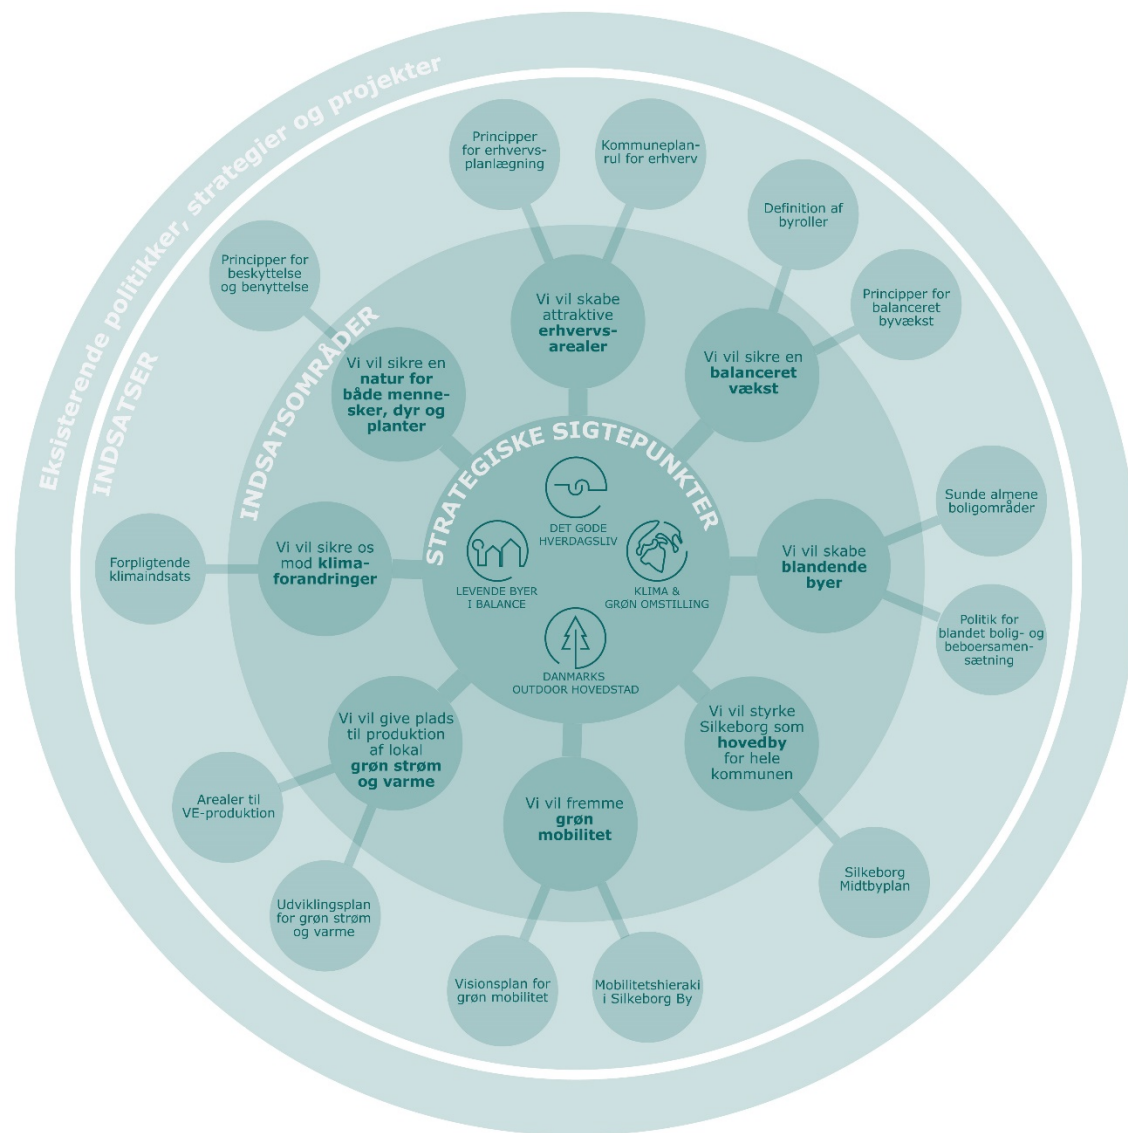 Eksisterende politikker, strategier og projekter
INDSATSER
INDSATSOMRÅDER
STRATEGISKE SIGTEPUNKTER
DET GODE
HVERDAGSLIV
LEVENDE BYER
I BALANCE
KLIMA &
GRØN OMSTILLING
DANMARKS
OUTDOOR HOVEDSTAD
Vi vil skabe
attraktive
erhvervs-
arealer
Principper
for erhvervs-
planlægning
Kommuneplan-
rul for erhverv
Vi vil sikre en
balanceret
vækst
Definition af
byroller
Principper for
balanceret
byvækst
Vi vil skabe
blandende
byer
Sunde almene
boligområder
Politik for
blandet bolig- og
beboersamen-
sætning
Vi vil styrke
Silkeborg som
hovedby
for hele
kommunen
Silkeborg
Midtbyplan
Vi vil fremme
grøn
mobilitet
Mobilitetshieraki
i Silkeborg By
Visionsplan for
grøn mobilitet
Vi vil give plads
til produktion
af lokal
grøn strøm
og varme
Udviklingsplan
for grøn strøm
og varme
Arealer til
VE-produktion
Vi vil sikre os
mod klima-
forandringer
Forpligtende
klimaindsats
Vi vil sikre en
natur for
både menne-
sker, dyr og
planter
Principper for
beskyttelse
og benyttelse